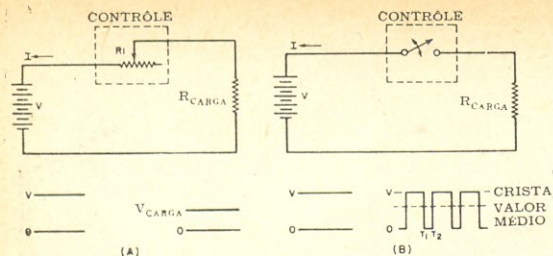 CONTRÔLE
I
R1
V
RCARGA
V
0
VCARGA
0
(A)
CONTRÔLE
I
V
RCARGA
V
0
V
0
T1 T2
CRISTA
VALOR
MÉDIO
(B)